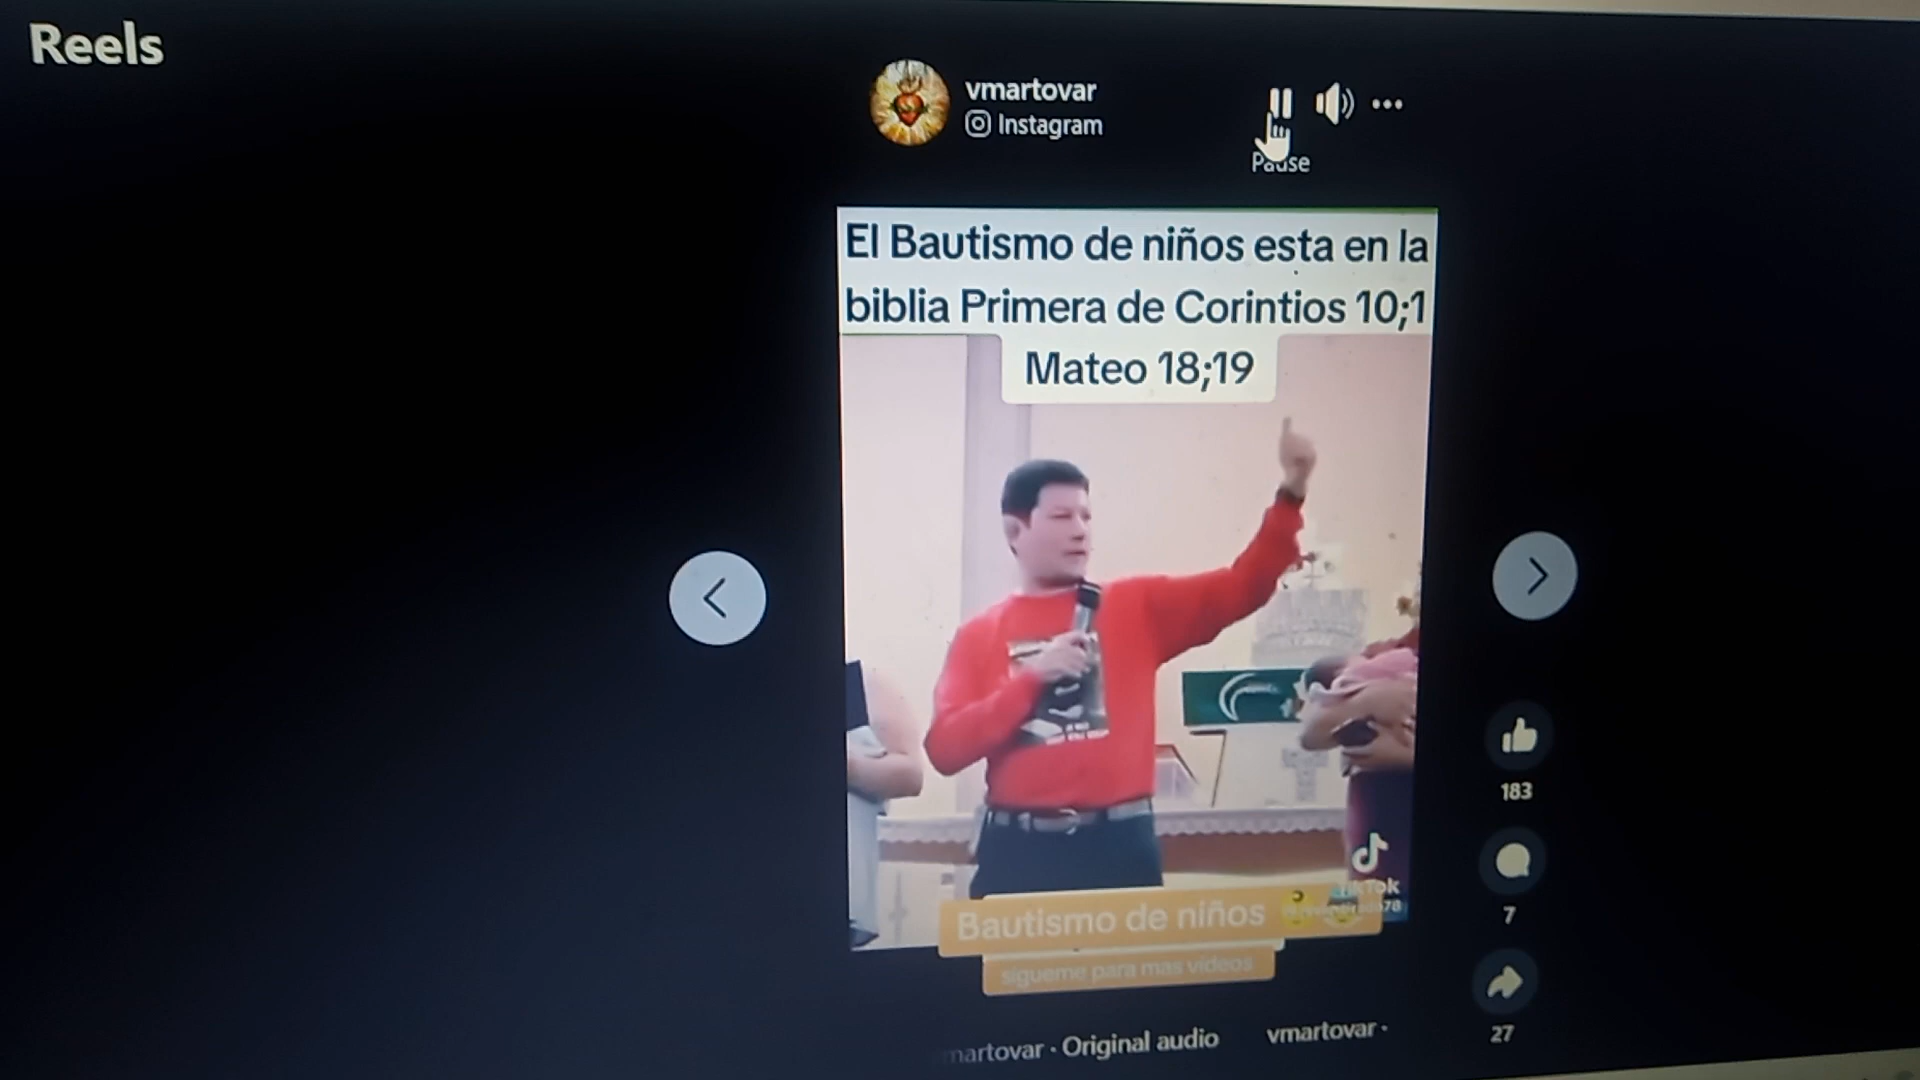 Reels
vmartovar
Instagram
Pause
El Bautismo de niños esta en la
biblia Primera de Corintios 10;1
Mateo 18;19
TikTok
Bautismo de niños
sigueme para mas videos
183
7
27
martovar · Original audio
vmartovar ·